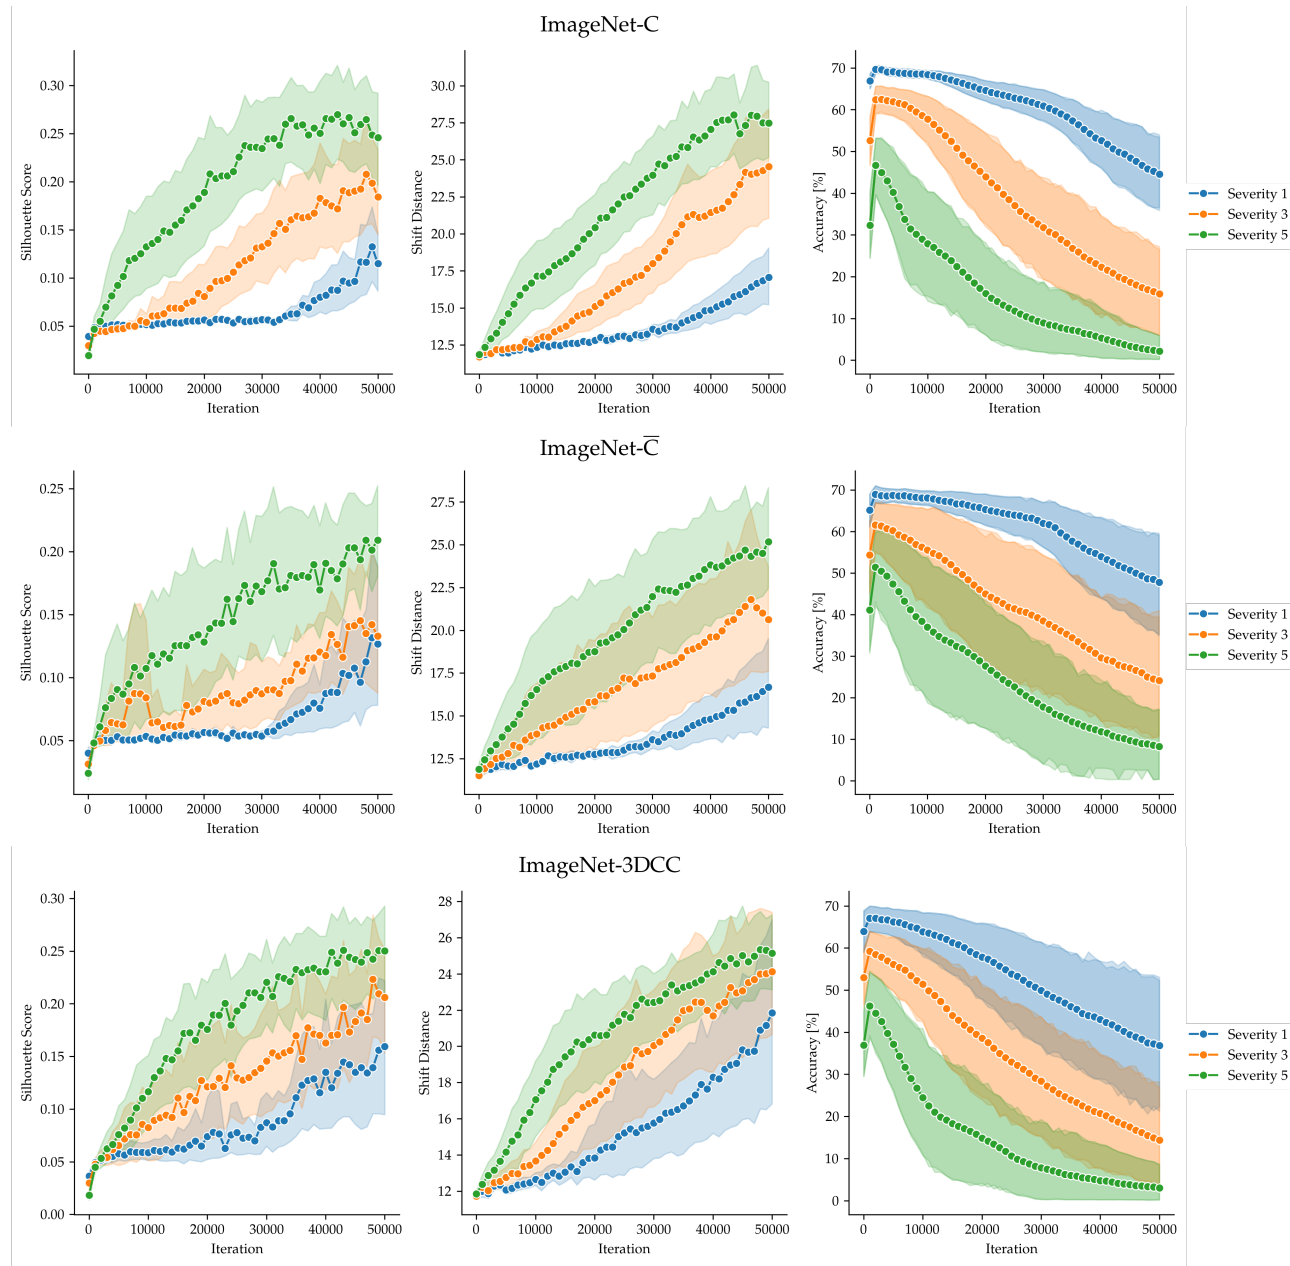 ImageNet-C
Silhouette Score
0.30
0.25
0.20
0.15
0.10
0.05
0 10000 20000 30000 40000 50000
Iteration
Shift Distance
30.0
27.5
25.0
22.5
20.0
17.5
15.0
12.5
0 10000 20000 30000 40000 50000
Iteration
Accuracy [%]
70
60
50
40
30
20
10
0
0 10000 20000 30000 40000 50000
Iteration
Severity 1
Severity 3
Severity 5
ImageNet-C̅
Silhouette Score
0.25
0.20
0.15
0.10
0.05
0 10000 20000 30000 40000 50000
Iteration
Shift Distance
27.5
25.0
22.5
20.0
17.5
15.0
12.5
0 10000 20000 30000 40000 50000
Iteration
Accuracy [%]
70
60
50
40
30
20
10
0
0 10000 20000 30000 40000 50000
Iteration
Severity 1
Severity 3
Severity 5
ImageNet-3DCC
Silhouette Score
0.30
0.25
0.20
0.15
0.10
0.05
0.00
0 10000 20000 30000 40000 50000
Iteration
Shift Distance
28
26
24
22
20
18
16
14
12
0 10000 20000 30000 40000 50000
Iteration
Accuracy [%]
70
60
50
40
30
20
10
0
0 10000 20000 30000 40000 50000
Iteration
Severity 1
Severity 3
Severity 5